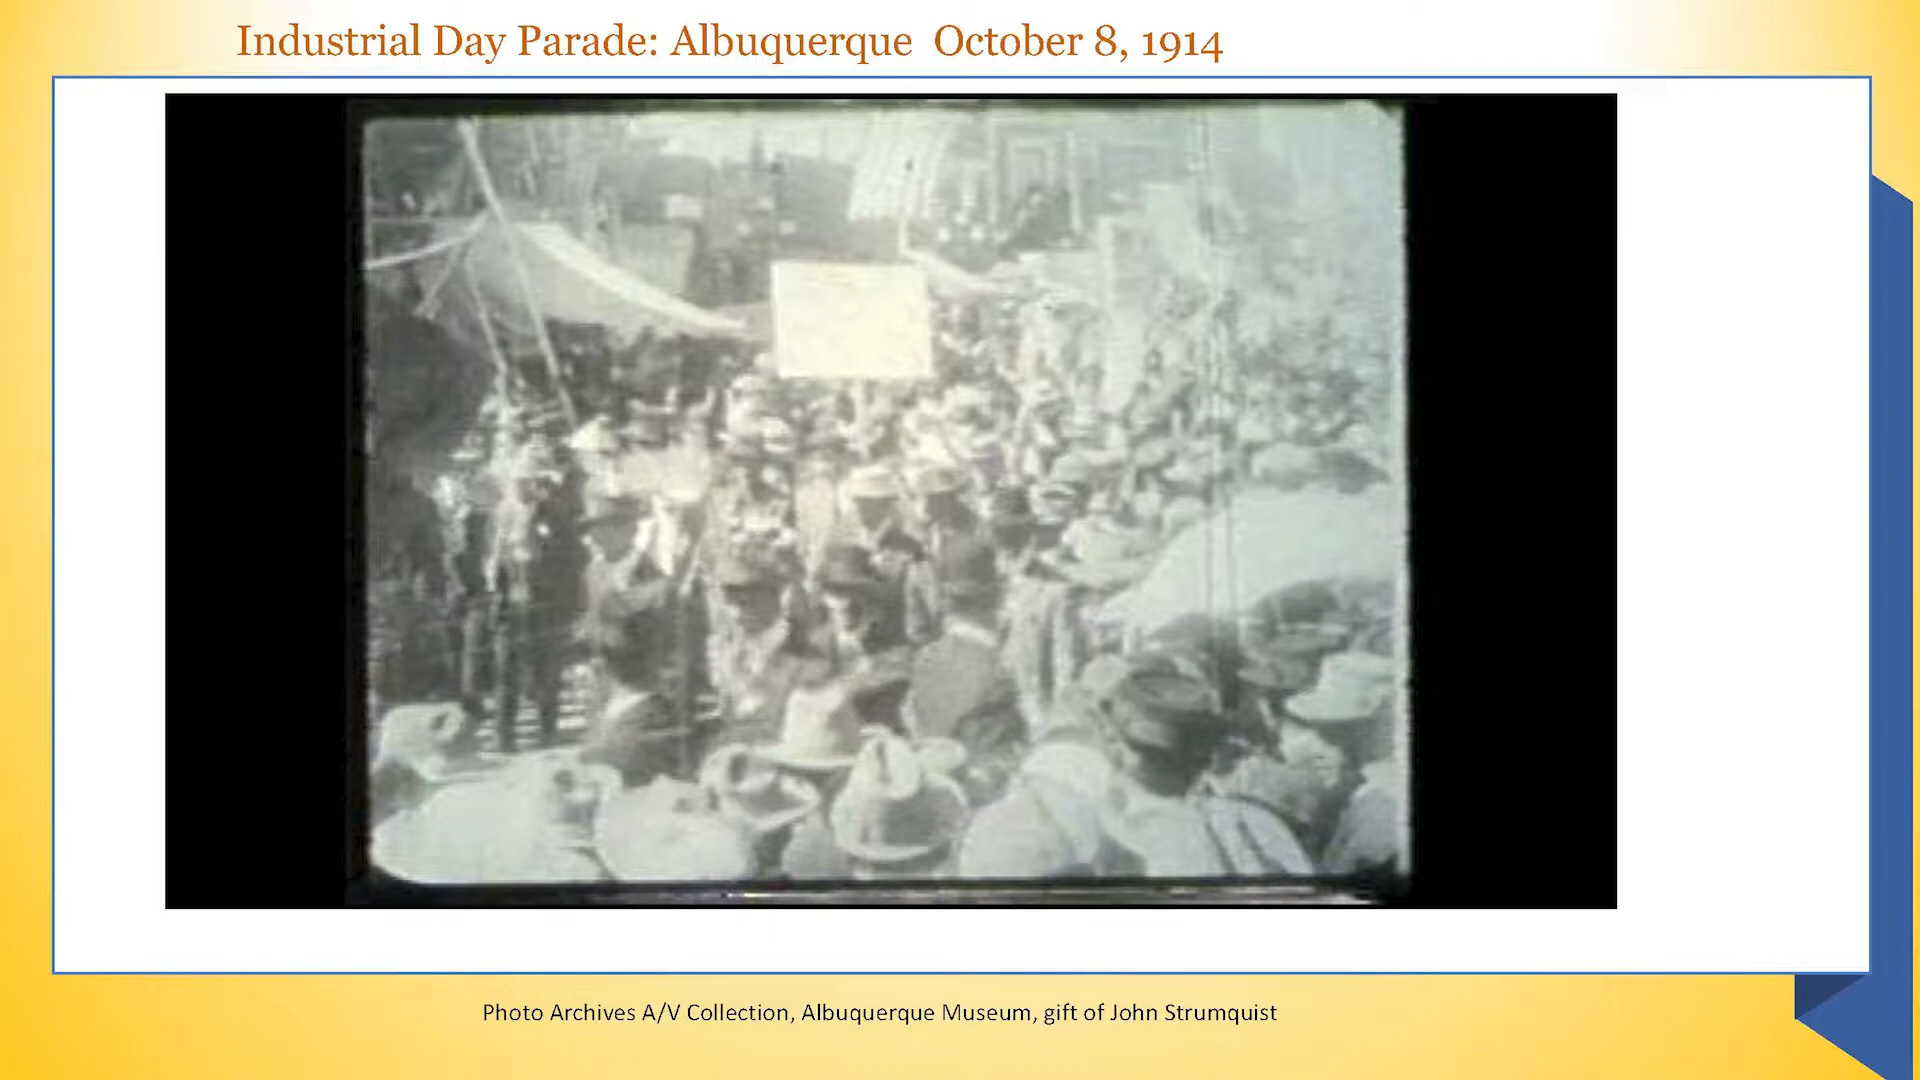 Industrial Day Parade: Albuquerque October 8, 1914
Photo Archives A/V Collection, Albuquerque Museum, gift of John Strumquist